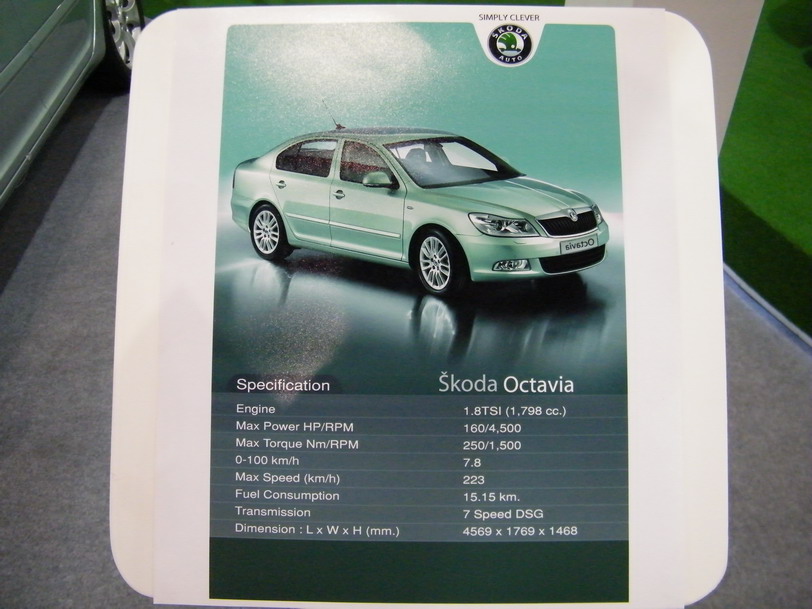 SIMPLY CLEVER
ŠKODA
AUTO
Octavia
Specification
Škoda Octavia
Engine 1.8TSI (1,798 cc.)
Max Power HP/RPM 160/4,500
Max Torque Nm/RPM 250/1,500
0-100 km/h 7.8
Max Speed (km/h) 223
Fuel Consumption 15.15 km.
Transmission 7 Speed DSG
Dimension : L x W x H (mm.) 4569 x 1769 x 1468